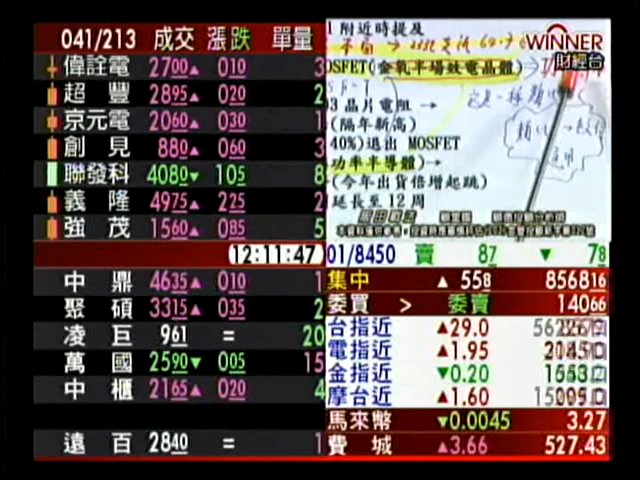 041/213 成交 漲跌 單量
偉詮電 2700▲ 010 3
超豐 2895▲ 020 2
京元電 2060▲ 030 1
創見 880▲ 060 3
聯發科 4080▼ 105 8
義隆 4975▲ 225 2
強茂 1560▲ 085 5
12:11:47
中鼎 4635▲ 010 1
聚碩 3315▲ 035 2
凌巨 961 = 20
萬國 2590▼ 005 15
中櫃 2165▲ 020 4
遠百 2840 = 1
附近時提及
WINNER
財經台
OSFET(金氧半場效電晶體)
3 晶片電阻 →
(隔年新高)
40%)退出 MOSFET
功率半導體)→
(今年出貨倍增起跳)
延長至 12 周
01/8450 賣 87 ▼ 78
集中 ▲ 558 856816
委買 > 委賣 14066
台指近 ▲29.0
電指近 ▲1.95
金指近 ▼0.20
摩台近 ▲1.60
馬來幣 ▼0.0045 3.27
費城 ▲3.66 527.43